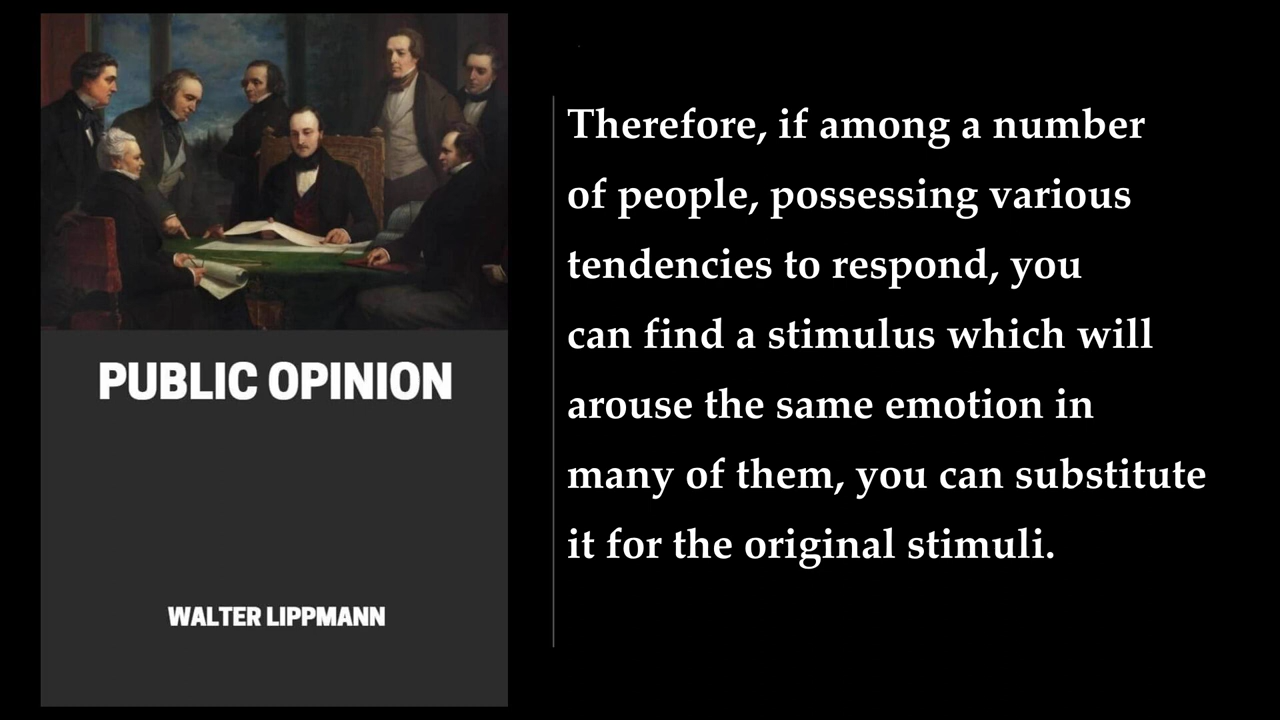 PUBLIC OPINION
WALTER LIPPMANN
Therefore, if among a number
of people, possessing various
tendencies to respond, you
can find a stimulus which will
arouse the same emotion in
many of them, you can substitute
it for the original stimuli.